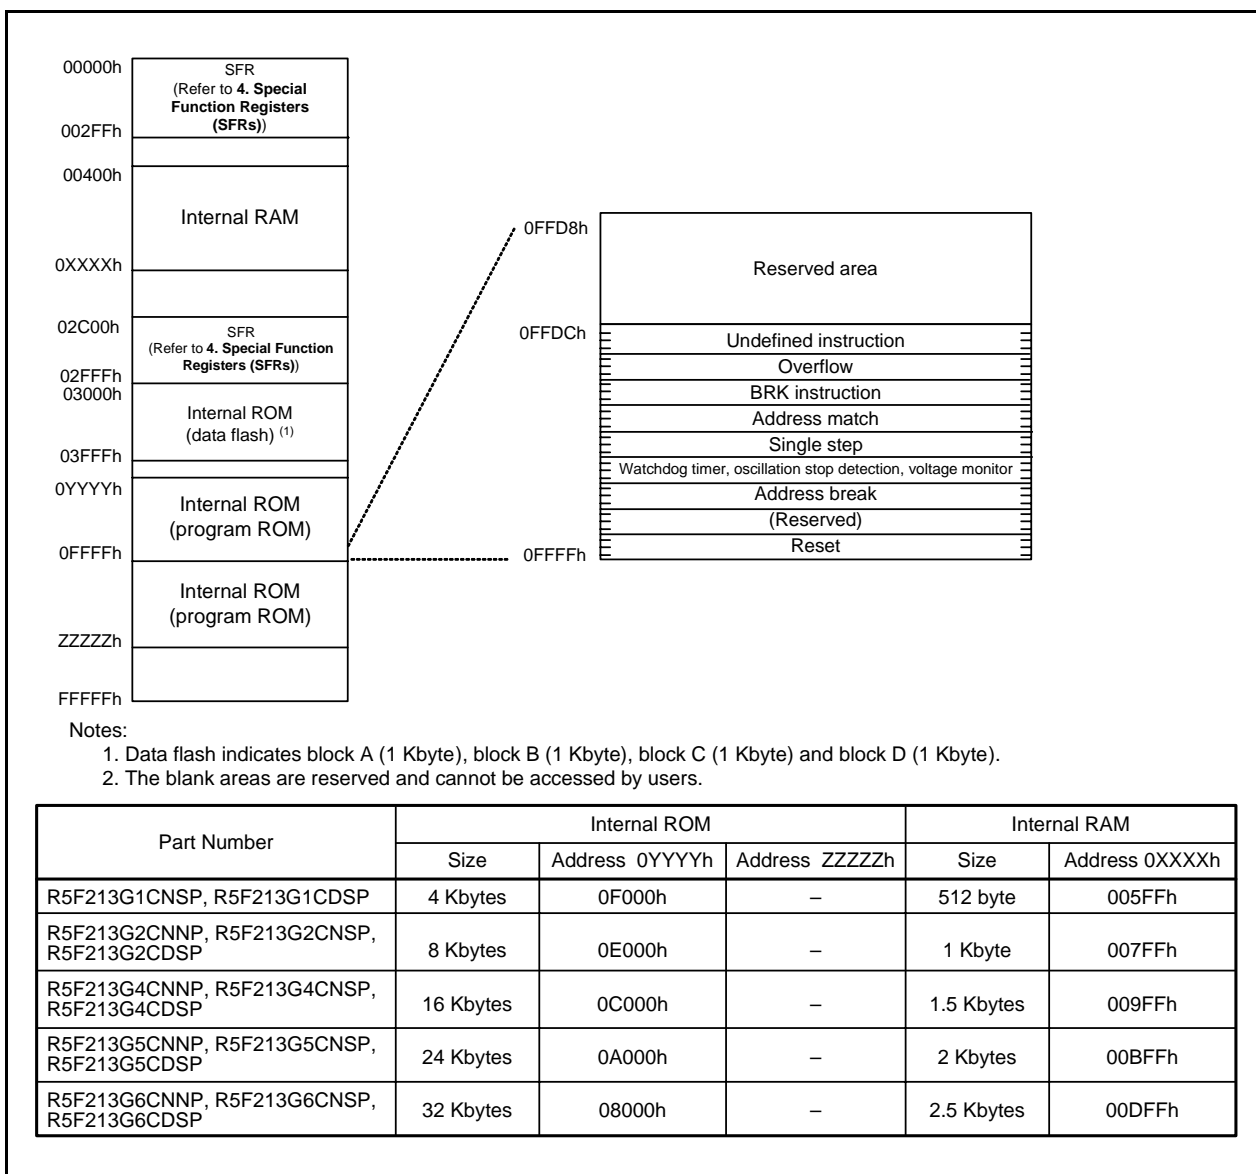 00000h
SFR
(Refer to 4. Special
Function Registers
(SFRs))
002FFh
00400h
Internal RAM
0XXXXh
02C00h
SFR
(Refer to 4. Special Function
Registers (SFRs))
02FFFh
03000h
Internal ROM
(data flash) (1)
03FFFh
0YYYYh
Internal ROM
(program ROM)
0FFFFh
Internal ROM
(program ROM)
ZZZZZh
FFFFFh
0FFD8h
Reserved area
0FFDCh
Undefined instruction
Overflow
BRK instruction
Address match
Single step
Watchdog timer, oscillation stop detection, voltage monitor
Address break
(Reserved)
Reset
0FFFFh
Notes:
1. Data flash indicates block A (1 Kbyte), block B (1 Kbyte), block C (1 Kbyte) and block D (1 Kbyte).
2. The blank areas are reserved and cannot be accessed by users.
Part Number Internal ROM Internal RAM
Size Address 0YYYYh Address ZZZZZh Size Address 0XXXXh
R5F213G1CNSP, R5F213G1CDSP 4 Kbytes 0F000h – 512 byte 005FFh
R5F213G2CNNP, R5F213G2CNSP,
R5F213G2CDSP 8 Kbytes 0E000h – 1 Kbyte 007FFh
R5F213G4CNNP, R5F213G4CNSP,
R5F213G4CDSP 16 Kbytes 0C000h – 1.5 Kbytes 009FFh
R5F213G5CNNP, R5F213G5CNSP,
R5F213G5CDSP 24 Kbytes 0A000h – 2 Kbytes 00BFFh
R5F213G6CNNP, R5F213G6CNSP,
R5F213G6CDSP 32 Kbytes 08000h – 2.5 Kbytes 00DFFh